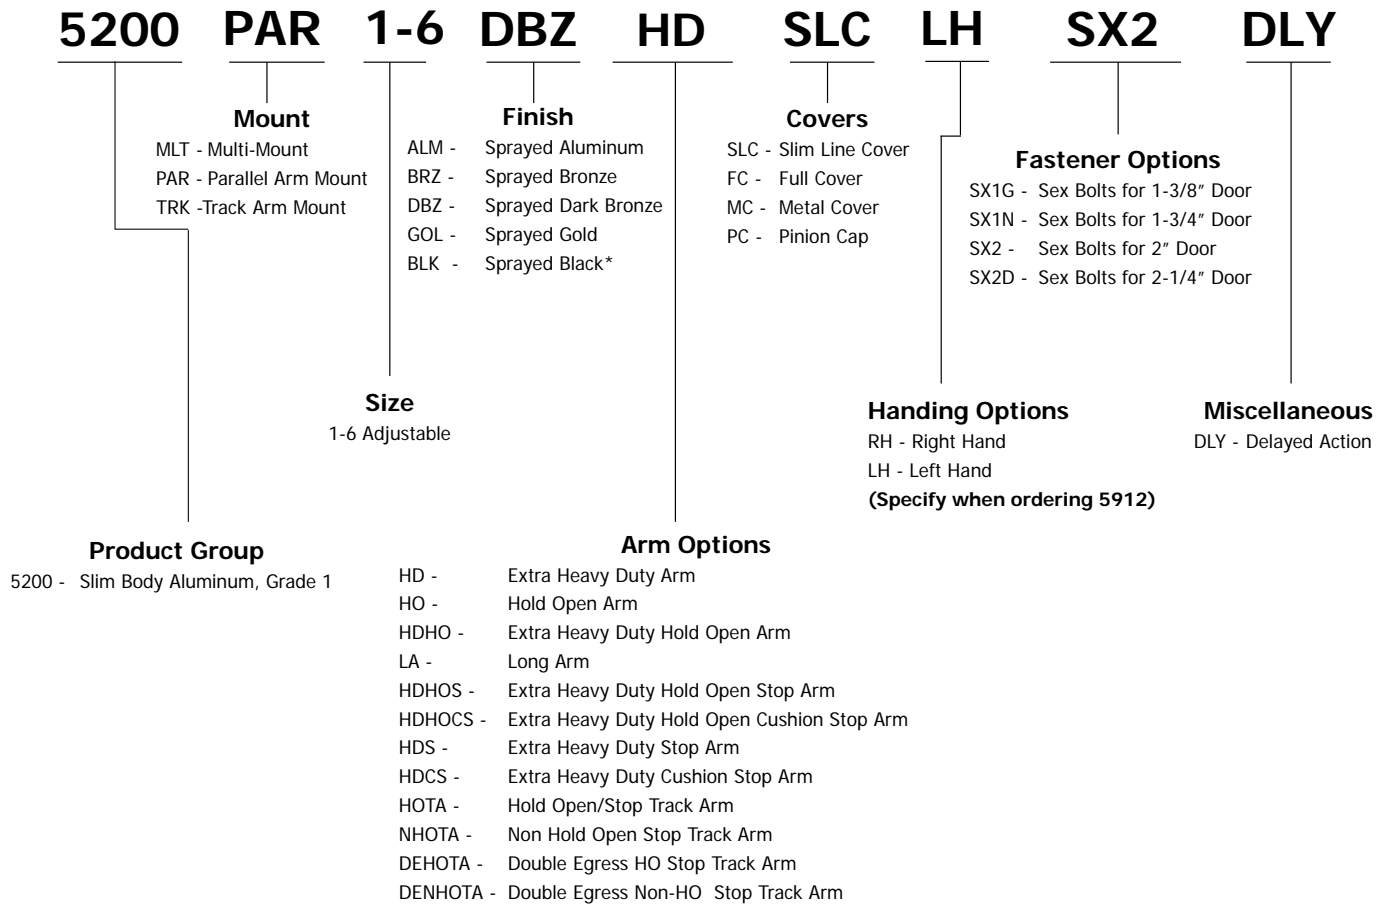 5200 PAR 1-6 DBZ HD SLC LH SX2 DLY
Mount
MLT - Multi-Mount
PAR - Parallel Arm Mount
TRK -Track Arm Mount
Finish
ALM - Sprayed Aluminum
BRZ - Sprayed Bronze
DBZ - Sprayed Dark Bronze
GOL - Sprayed Gold
BLK - Sprayed Black*
Covers
SLC - Slim Line Cover
FC - Full Cover
MC - Metal Cover
PC - Pinion Cap
Fastener Options
SX1G - Sex Bolts for 1-3/8" Door
SX1N - Sex Bolts for 1-3/4" Door
SX2 - Sex Bolts for 2" Door
SX2D - Sex Bolts for 2-1/4" Door
Size
1-6 Adjustable
Handing Options
RH - Right Hand
LH - Left Hand
(Specify when ordering 5912)
Miscellaneous
DLY - Delayed Action
Product Group
5200 - Slim Body Aluminum, Grade 1
Arm Options
HD - Extra Heavy Duty Arm
HO - Hold Open Arm
HDHO - Extra Heavy Duty Hold Open Arm
LA - Long Arm
HDHOS - Extra Heavy Duty Hold Open Stop Arm
HDHOCS - Extra Heavy Duty Hold Open Cushion Stop Arm
HDS - Extra Heavy Duty Stop Arm
HDCS - Extra Heavy Duty Cushion Stop Arm
HOTA - Hold Open/Stop Track Arm
NHOTA - Non Hold Open Stop Track Arm
DEHOTA - Double Egress HO Stop Track Arm
DENHOTA - Double Egress Non-HO Stop Track Arm